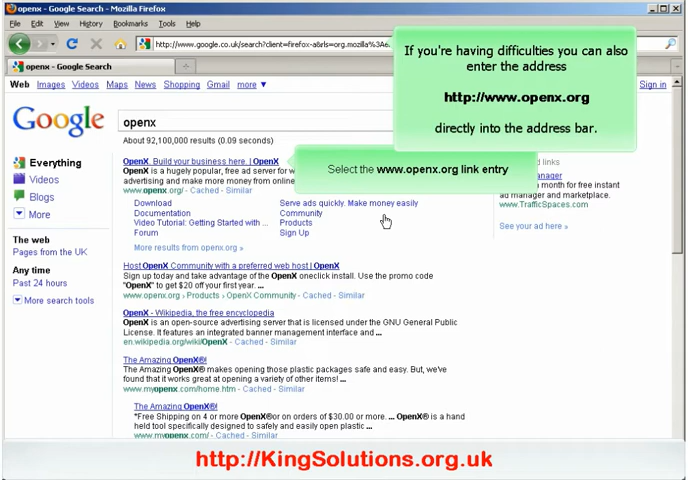 openx - Google Search - Mozilla Firefox
File Edit View History Bookmarks Tools Help
http://www.google.co.uk/search?client=firefox-a&rls=org.mozilla%3
openx - Google Search
Web Images Videos Maps News Shopping Gmail more ▼
Sign in
If you're having difficulties you can also
enter the address
http://www.openx.org
directly into the address bar.
Google
openx
About 92,100,000 results (0.09 seconds)
Everything
Videos
Blogs
More
The web
Pages from the UK
Any time
Past 24 hours
More search tools
OpenX. Build your business here. | OpenX
OpenX is a hugely popular, free ad server for
advertising and make more money online
www.openx.org/ - Cached - Similar
Select the www.openx.org link entry
Download
Serve ads quickly. Make money easily
Documentation
Community
Video Tutorial: Getting Started with ...
Products
Forum
Sign Up
More results from openx.org »
Host OpenX Community with a preferred web host | OpenX
Sign up today and take advantage of the OpenX oneclick install. Use the promo code
"OpenX" to get $20 off your first year. ...
www.openx.org › Products › OpenX Community - Cached - Similar
OpenX - Wikipedia, the free encyclopedia
OpenX is an open-source advertising server that is licensed under the GNU General Public
License. It features an integrated banner management interface and ...
en.wikipedia.org/wiki/OpenX - Cached - Similar
The Amazing OpenX®!
The Amazing OpenX® makes opening those plastic packages safe and easy. But, we've
found that it works great at opening a variety of other items! ...
www.myopenx.com/home.htm - Cached - Similar
The Amazing OpenX®!
*Free Shipping on 4 or more OpenX®or on orders of $30.00 or more. ... OpenX® is a hand
held tool specifically designed to safely and easily open plastic ...
www.myopenx.com/ - Cached - Similar
links
anager
month for free instant
ad manager and marketplace.
www.TrafficSpaces.com
See your ad here »
http://KingSolutions.org.uk